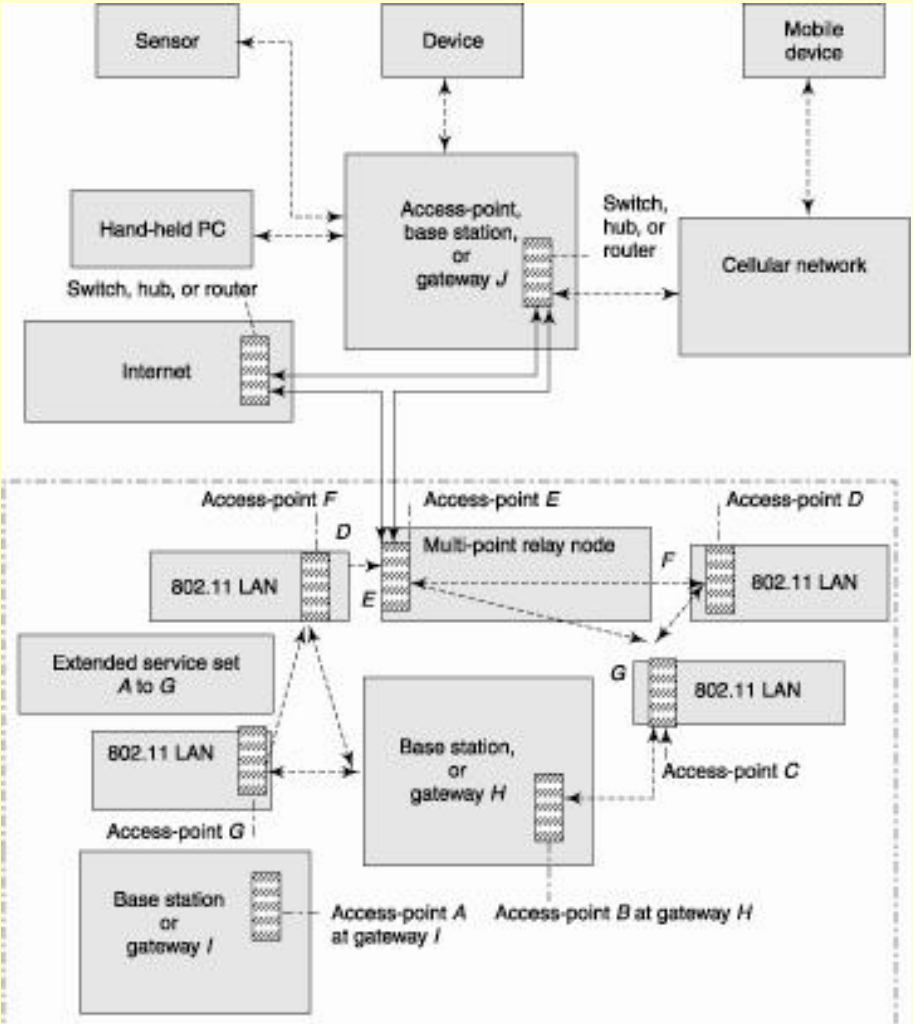 Sensor
Device
Mobile
device
Access-point,
base station,
or
gateway J
Switch,
hub, or
router
Hand-held PC
Cellular network
Switch, hub, or router
Internet
Access-point F
Access-point E
Access-point D
D
Multi-point relay node
F
802.11 LAN
E
802.11 LAN
Extended service set
A to G
G
802.11 LAN
802.11 LAN
Base station,
or
gateway H
Access-point C
Access-point G
Base station
or
gateway I
Access-point A
at gateway I
Access-point B at gateway H